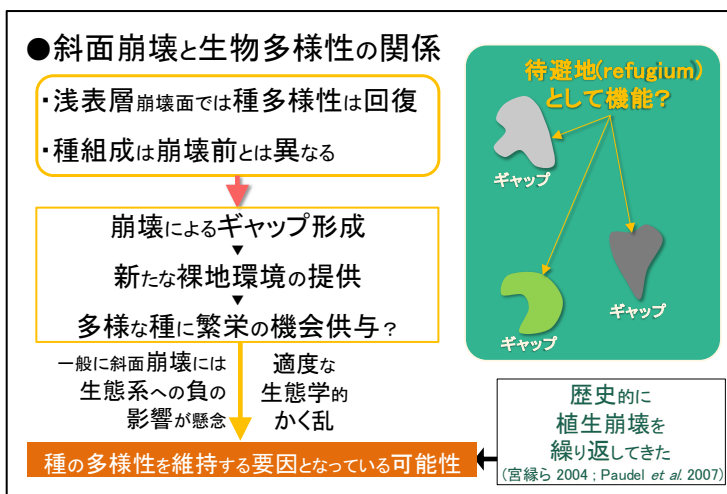 ●斜面崩壊と生物多様性の関係
・浅表層崩壊面では種多様性は回復
・種組成は崩壊前とは異なる
崩壊によるギャップ形成
▼
新たな裸地環境の提供
▼
多様な種に繁栄の機会供与？
一般に斜面崩壊には
生態系への負の
影響が懸念
適度な
生態学的
かく乱
種の多様性を維持する要因となっている可能性
待避地(refugium)
として機能？
ギャップ
ギャップ
ギャップ
歴史的に
植生崩壊を
繰り返してきた
(宮縁ら 2004 ; Paudel et al. 2007)